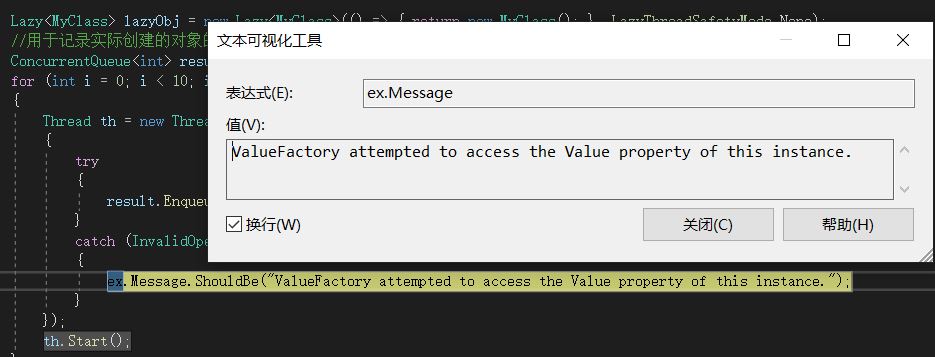 Lazy<MyClass> lazyObj = new Lazy<MyClass>(() => { return new MyClass(); }, LazyThreadSafetyMode.None);
//用于记录实际创建的对象的
ConcurrentQueue<int> resu
for (int i = 0; i < 10; i
{
Thread th = new Threa
{
try
{
result.Enqueu
}
catch (InvalidOpe
{
ex.Message.ShouldBe("ValueFactory attempted to access the Value property of this instance.");
}
});
th.Start();
文本可视化工具
表达式(E):
ex.Message
值(V):
ValueFactory attempted to access the Value property of this instance.
换行(W)
关闭(C)
帮助(H)